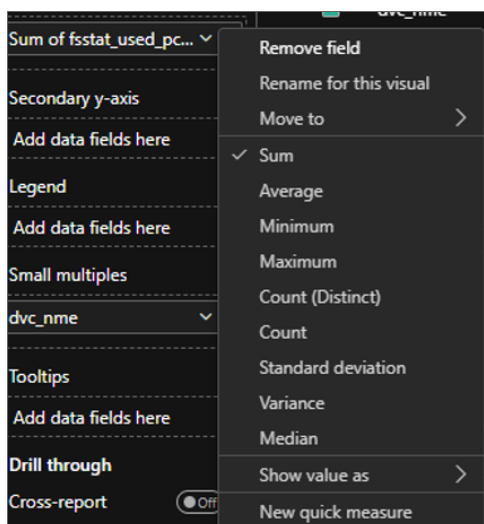 dvc_nme
Sum of fsstat_used_pc...
Secondary y-axis
Add data fields here
Legend
Add data fields here
Small multiples
dvc_nme
Tooltips
Add data fields here
Drill through
Cross-report
Off
Remove field
Rename for this visual
Move to
Sum
Average
Minimum
Maximum
Count (Distinct)
Count
Standard deviation
Variance
Median
Show value as
New quick measure